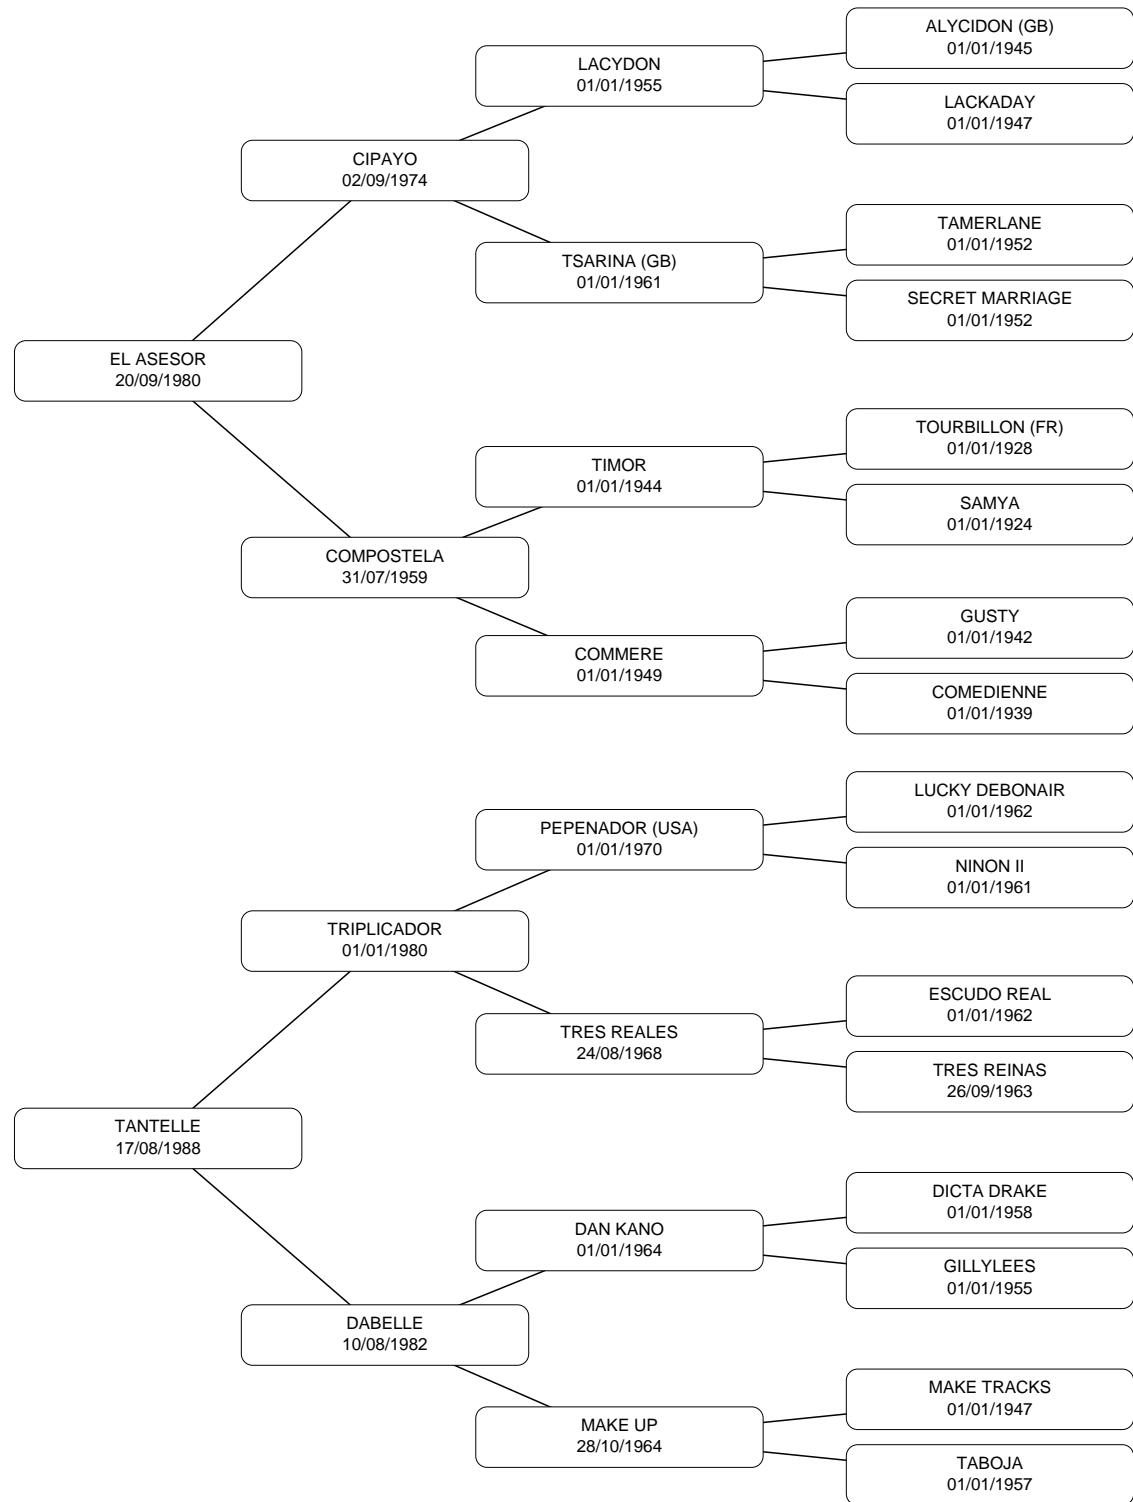 ALYCIDON (GB)
01/01/1945
LACYDON
01/01/1955
LACKADAY
01/01/1947
CIPAYO
02/09/1974
TAMERLANE
01/01/1952
TSARINA (GB)
01/01/1961
SECRET MARRIAGE
01/01/1952
EL ASESOR
20/09/1980
TOURBILLON (FR)
01/01/1928
TIMOR
01/01/1944
SAMYA
01/01/1924
COMPOSTELA
31/07/1959
GUSTY
01/01/1942
COMMERE
01/01/1949
COMEDIENNE
01/01/1939
LUCKY DEBONAIR
01/01/1962
PEPENADOR (USA)
01/01/1970
NINON II
01/01/1961
TRIPLICADOR
01/01/1980
ESCUDO REAL
01/01/1962
TRES REALES
24/08/1968
TRES REINAS
26/09/1963
TANTELLE
17/08/1988
DICTA DRAKE
01/01/1958
DAN KANO
01/01/1964
GILLYLEES
01/01/1955
DABELLE
10/08/1982
MAKE TRACKS
01/01/1947
MAKE UP
28/10/1964
TABOJA
01/01/1957